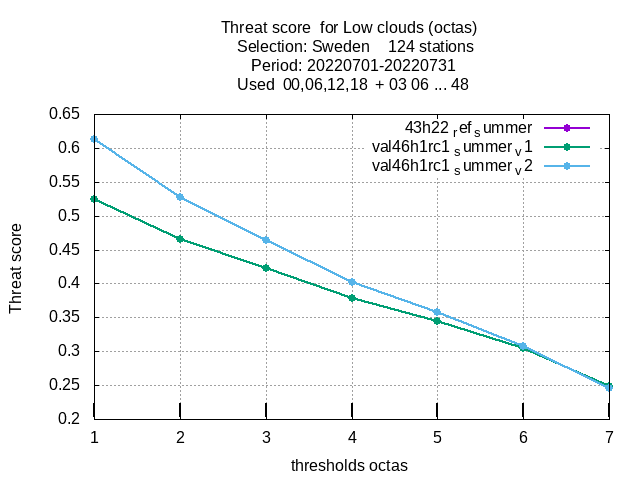 Threat score  for Low clouds (octas)
Selection: Sweden    124 stations
Period: 20220701-20220731
Used  00,06,12,18  + 03 06 ... 48
43h22 ref summer
val46h1rc1 summer v1
val46h1rc1 summer v2
Threat score
0.65
0.6
0.55
0.5
0.45
0.4
0.35
0.3
0.25
0.2
1 2 3 4 5 6 7
thresholds octas